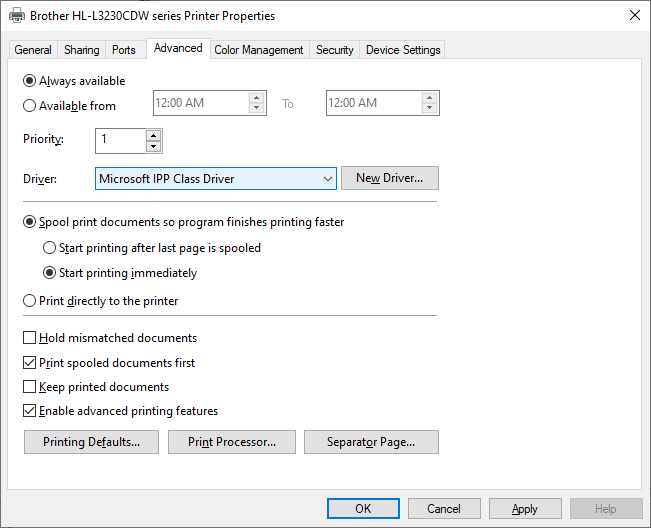 Brother HL-L3230CDW series Printer Properties
General Sharing Ports Advanced Color Management Security Device Settings
Always available
Available from 12:00 AM To 12:00 AM
Priority: 1
Driver: Microsoft IPP Class Driver New Driver...
Spool print documents so program finishes printing faster
Start printing after last page is spooled
Start printing immediately
Print directly to the printer
Hold mismatched documents
Print spooled documents first
Keep printed documents
Enable advanced printing features
Printing Defaults... Print Processor... Separator Page...
OK Cancel Apply Help